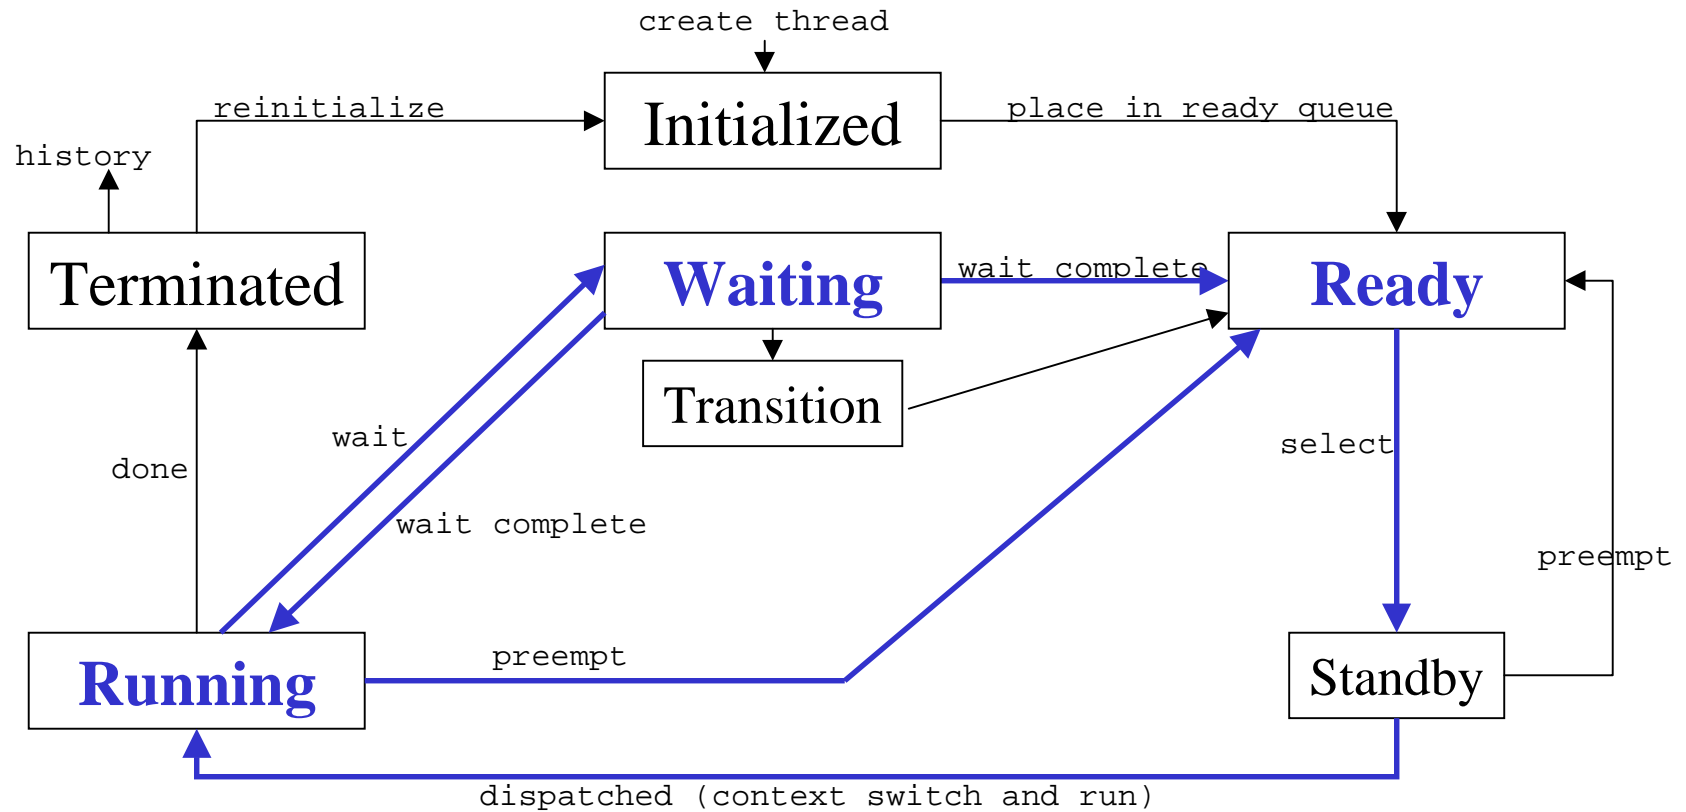 create thread
reinitialize
Initialized
place in ready queue
history
Terminated
Waiting
wait complete
Ready
Transition
wait
select
done
wait complete
preempt
preempt
Running
Standby
dispatched (context switch and run)